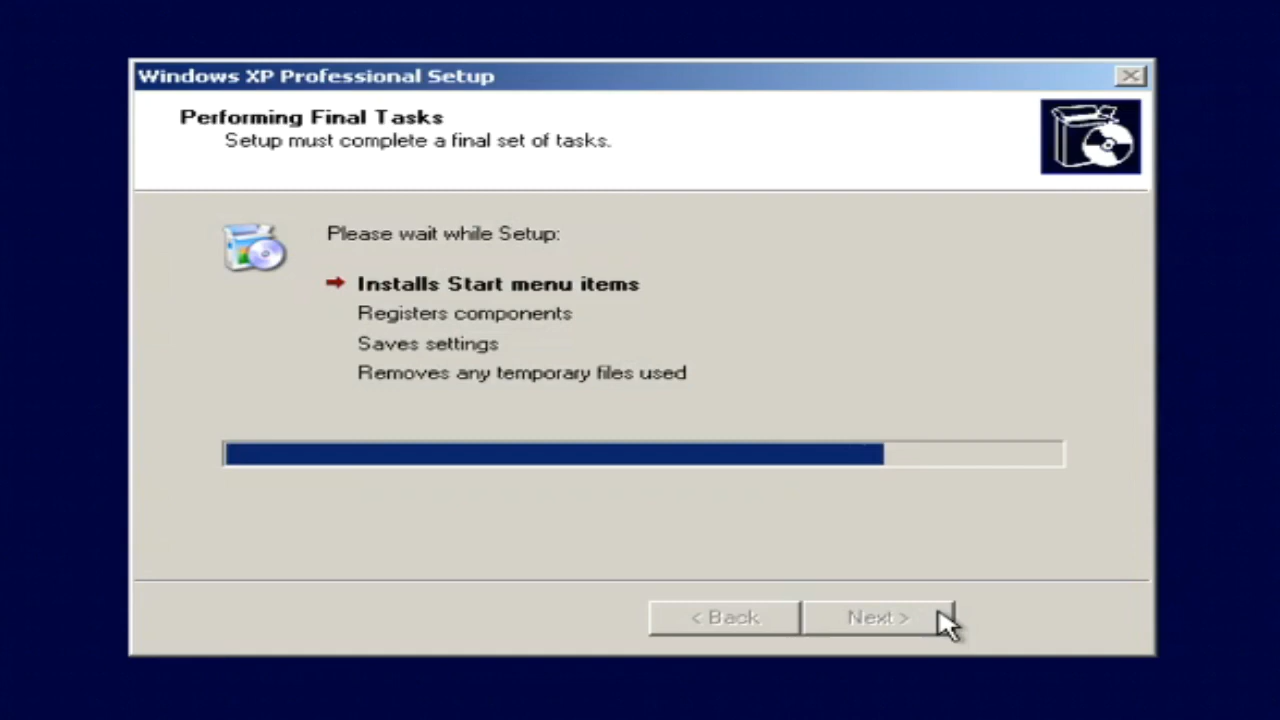 Windows XP Professional Setup
Performing Final Tasks
Setup must complete a final set of tasks.
Please wait while Setup:
Installs Start menu items
Registers components
Saves settings
Removes any temporary files used
< Back
Next >